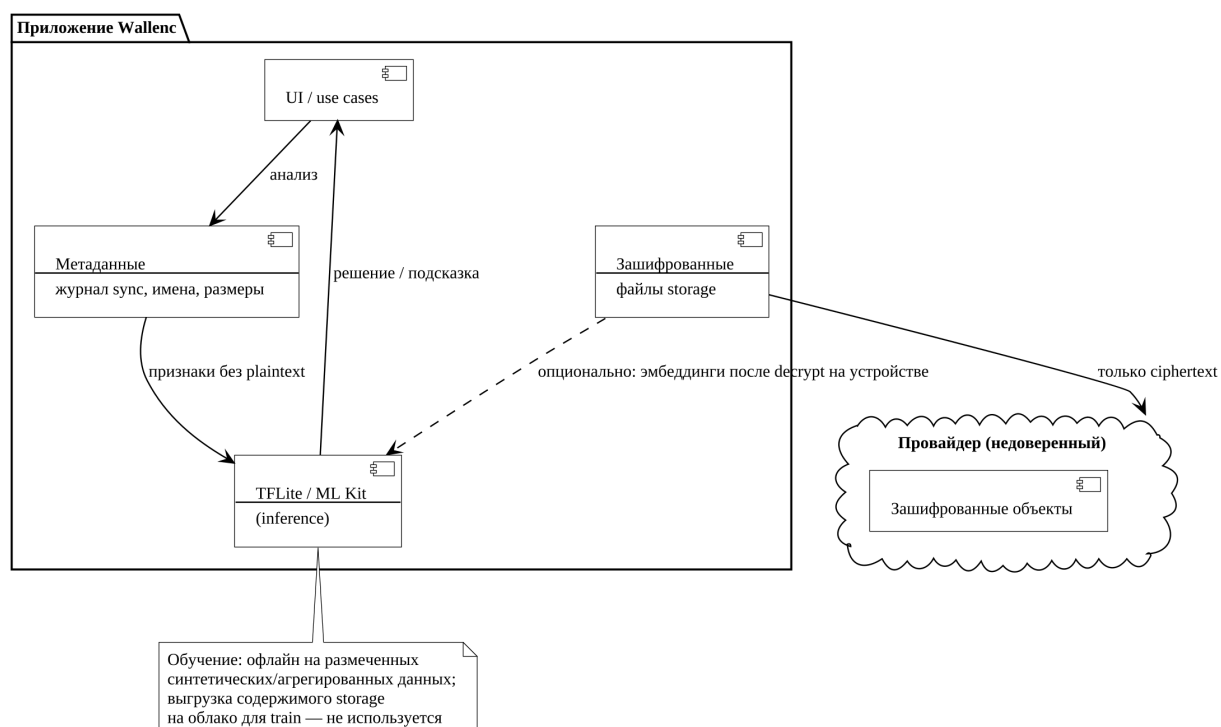 Приложение Wallenc
UI / use cases
анализ
Метаданные
журнал sync, имена, размеры
решение / подсказка
Зашифрованные
файлы storage
признаки без plaintext
опционально: эмбеддинги после decrypt на устройстве
только ciphertext
Провайдер (недоверенный)
Зашифрованные объекты
TFLite / ML Kit
(inference)
Обучение: офлайн на размеченных
синтетических/агрегированных данных;
выгрузка содержимого storage
на облако для train — не используется